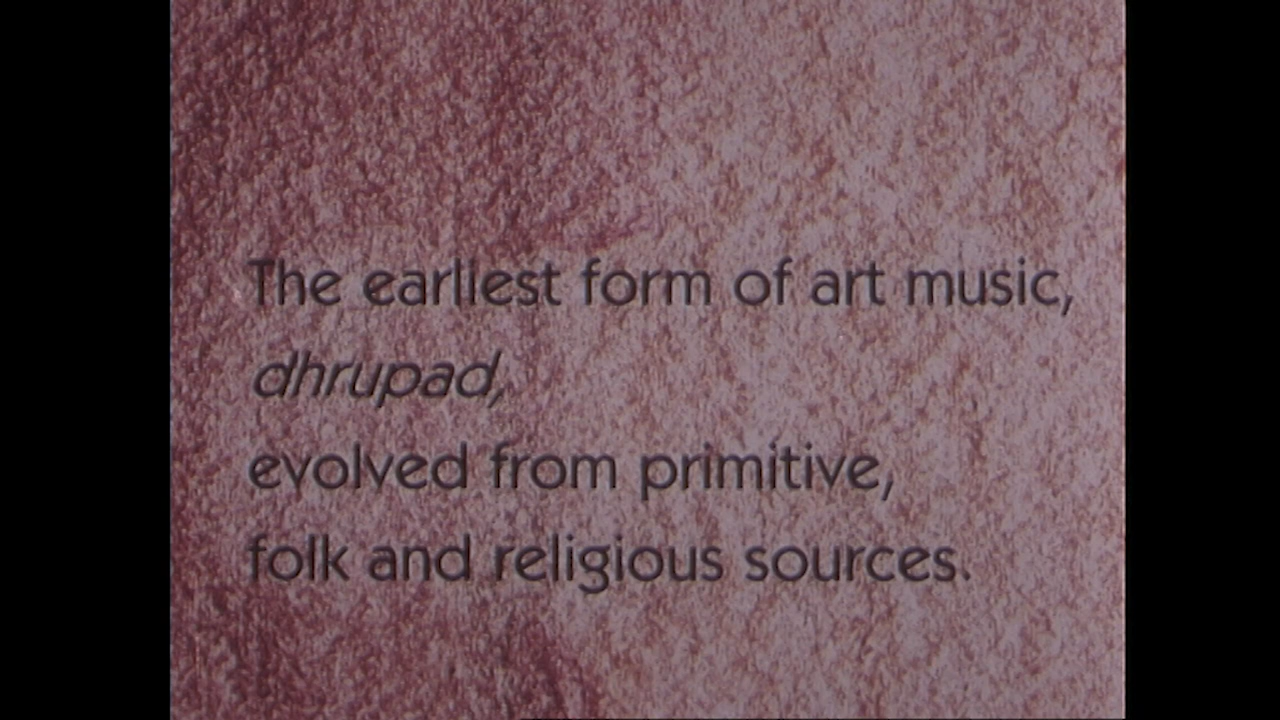 The earliest form of art music,
dhrupad,
evolved from primitive,
folk and religious sources.